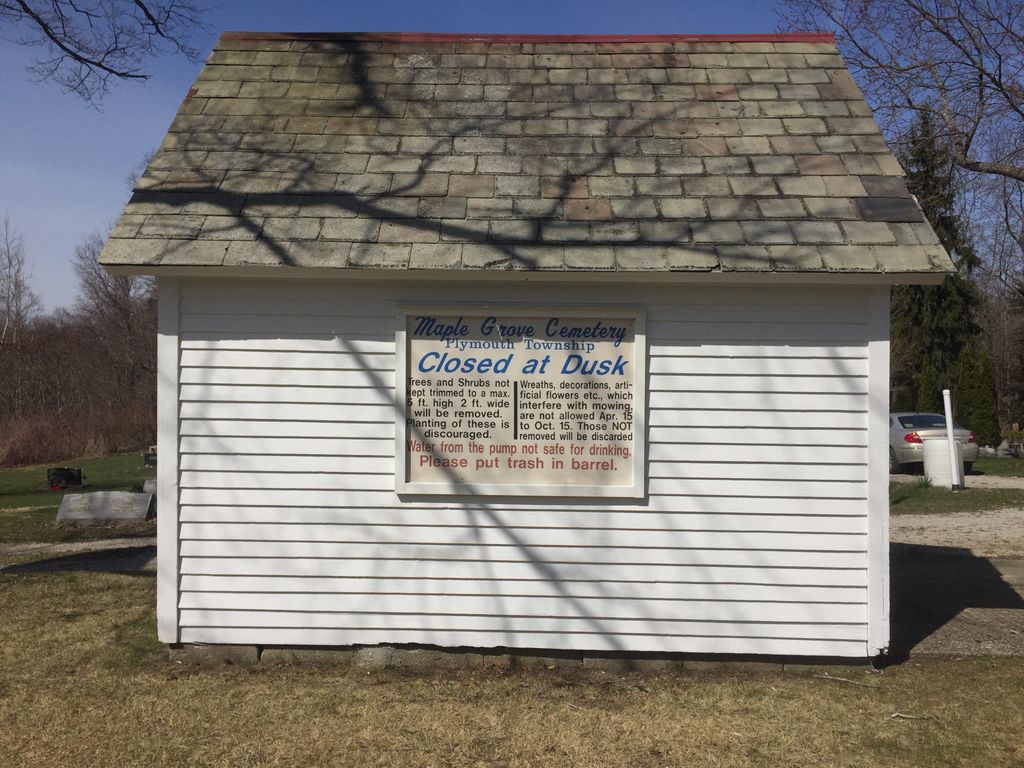 Maple Grove Cemetery
Plymouth Township
Closed at Dusk
Trees and Shrubs not
kept trimmed to a max.
5 ft. high 2 ft. wide
will be removed.
Planting of these is
discouraged.
Wreaths, decorations, arti-
ficial flowers etc., which
interfere with mowing,
are not allowed Apr. 15
to Oct. 15. Those NOT
removed will be discarded
Water from the pump not safe for drinking.
Please put trash in barrel.